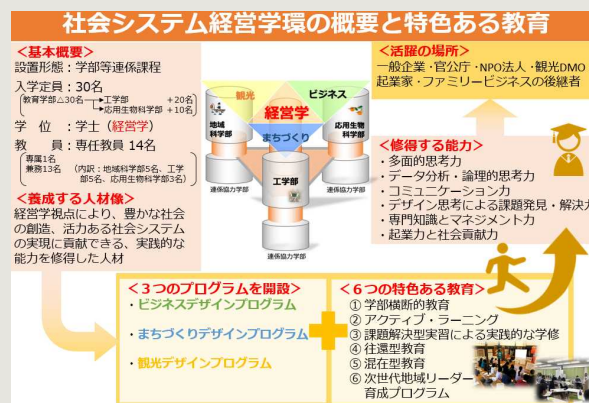 社会システム経営学環の概要と特色ある教育
<基本概要>
設置形態：学部等連係課程
入学定員：30名
教育学部△30名
工学部 +20名
応用生物科学部 +10名
学　位　：学士（経営学）
教　員　：専任教員 14名
専属1名
兼務13名　（内訳：地域科学部5名、工学
部5名、応用生物科学部3名）
<養成する人材像>
経営学視点により、豊かな社会
の創造、活力ある社会システム
の実現に貢献できる、実践的な
能力を修得した人材
観光
ビジネス
経営学
まちづくり
地域
科学部
応用生物
科学部
工学部
連係協力学部
連係協力学部
連係協力学部
<活躍の場所>
一般企業・官公庁・NPO法人・観光DMO
起業家・ファミリービジネスの後継者
<修得する能力>
・多面的思考力
・データ分析・論理的思考力
・コミュニケーション力
・デザイン思考による課題発見・解決力
・専門知識とマネジメント力
・起業力と社会貢献力
<３つのプログラムを開設>
・ビジネスデザインプログラム
・まちづくりデザインプログラム
・観光デザインプログラム
<６つの特色ある教育>
① 学部横断的教育
② アクティブ・ラーニング
③ 課題解決型実習による実践的な学修
④ 往還型教育
⑤ 混在型教育
⑥ 次世代地域リーダー
育成プログラム